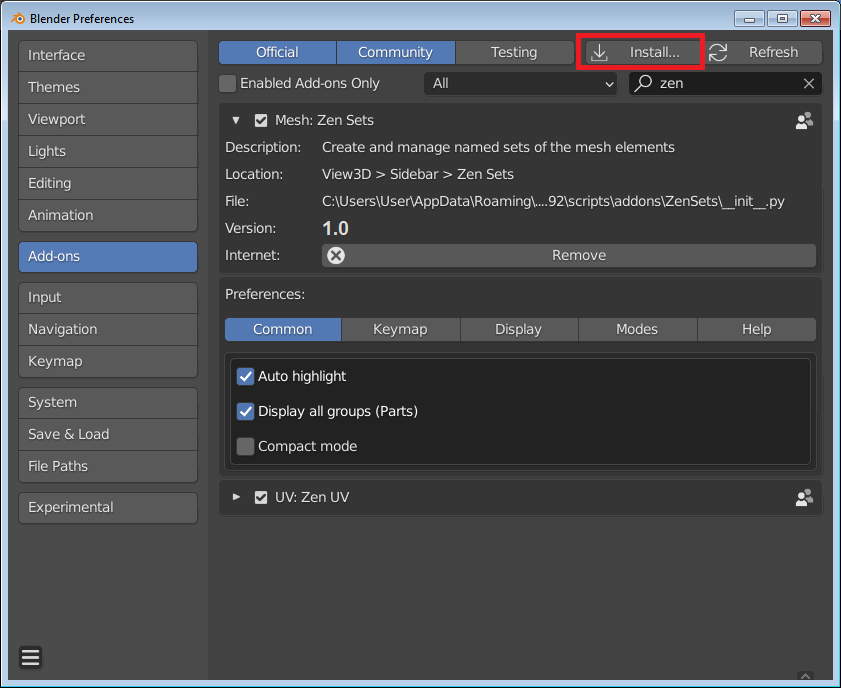 Blender Preferences
Interface
Themes
Viewport
Lights
Editing
Animation
Add-ons
Input
Navigation
Keymap
System
Save & Load
File Paths
Experimental
Official Community Testing Install... Refresh
Enabled Add-ons Only All zen
Mesh: Zen Sets
Description: Create and manage named sets of the mesh elements
Location: View3D > Sidebar > Zen Sets
File: C:\Users\User\AppData\Roaming\....92\scripts\addons\ZenSets\__init__.py
Version: 1.0
Internet: Remove
Preferences:
Common Keymap Display Modes Help
Auto highlight
Display all groups (Parts)
Compact mode
UV: Zen UV